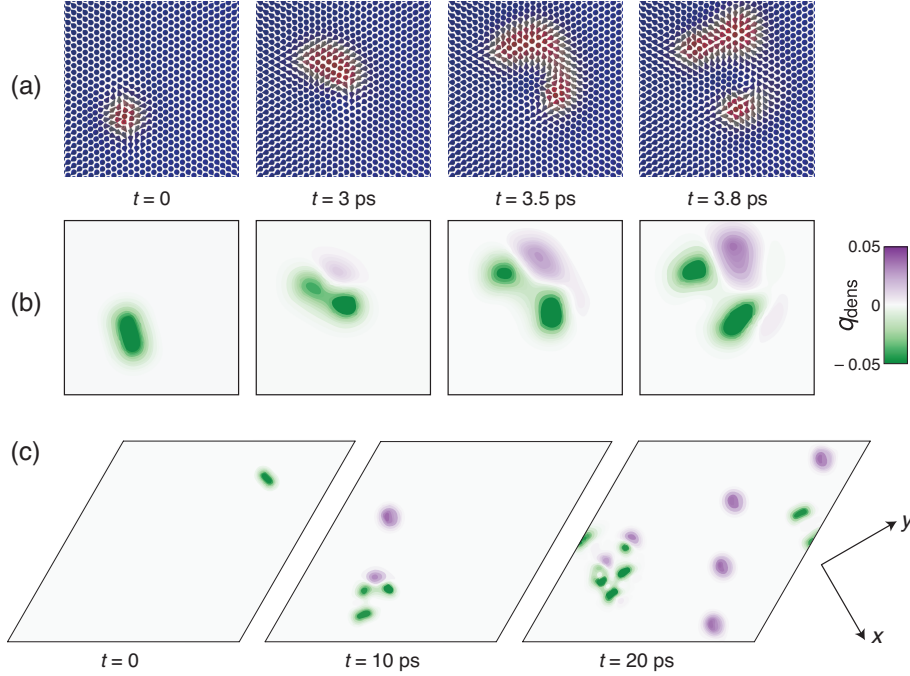 (a)
t = 0
t = 3 ps
t = 3.5 ps
t = 3.8 ps
(b)
0.05
0
− 0.05
qdens
(c)
y
x
t = 0
t = 10 ps
t = 20 ps